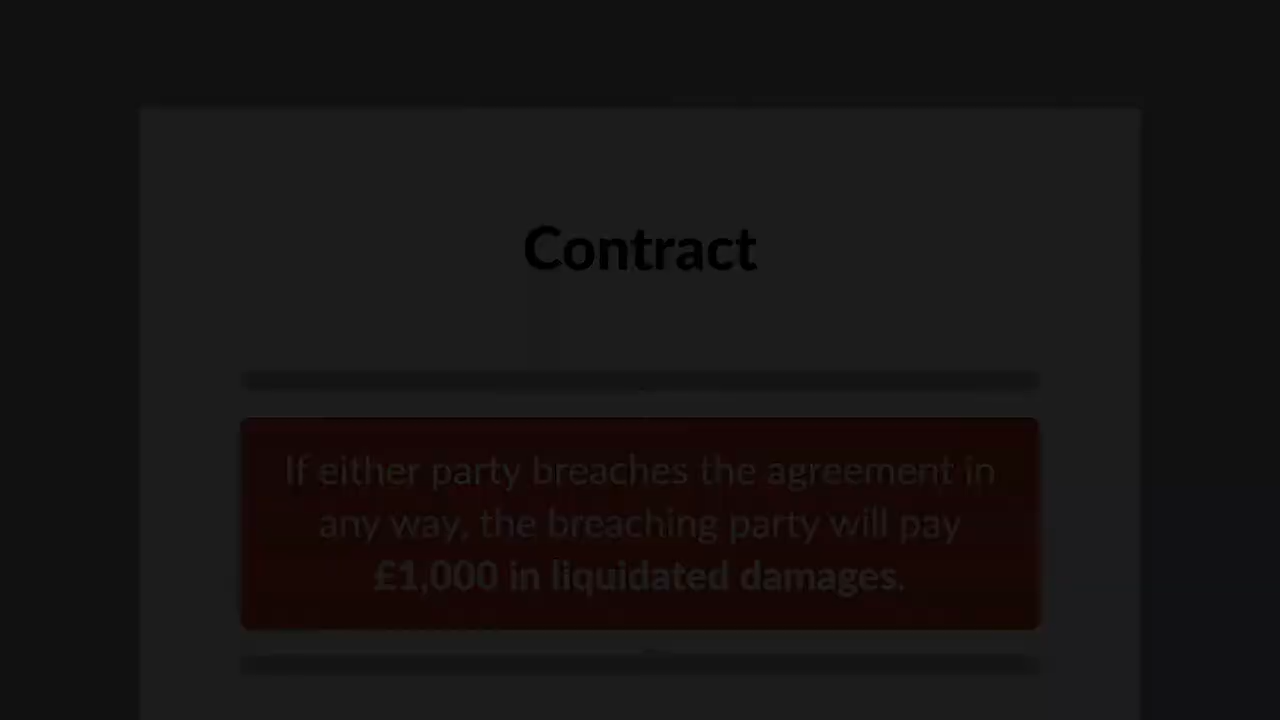 Contract
If either party breaches the agreement in
any way, the breaching party will pay
£1,000 in liquidated damages.